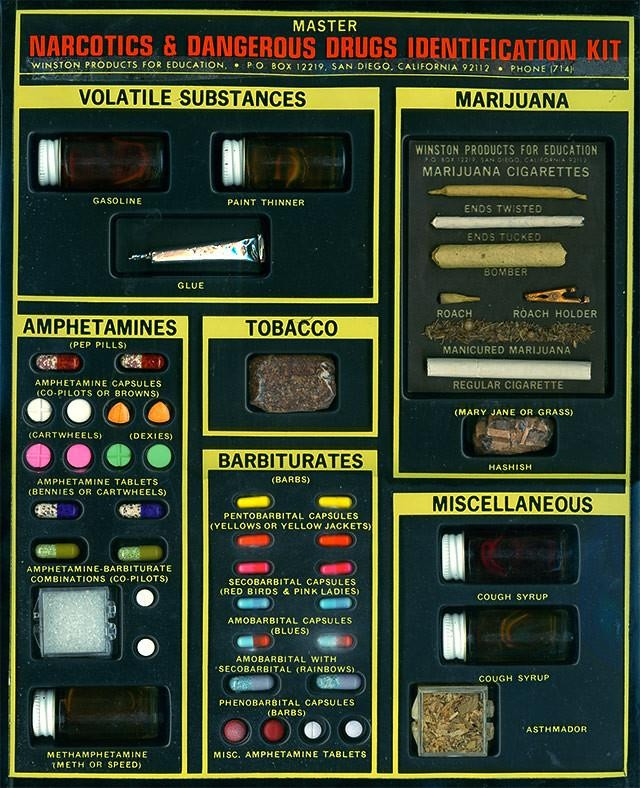 MASTER
NARCOTICS & DANGEROUS DRUGS IDENTIFICATION KIT
WINSTON PRODUCTS FOR EDUCATION, • P.O. BOX 12219, SAN DIEGO, CALIFORNIA 92112 • PHONE (714)
VOLATILE SUBSTANCES
GASOLINE
PAINT THINNER
GLUE
MARIJUANA
WINSTON PRODUCTS FOR EDUCATION
P.O. BOX 12219, SAN DIEGO, CALIFORNIA 92112
MARIJUANA CIGARETTES
ENDS TWISTED
ENDS TUCKED
BOMBER
ROACH
ROACH HOLDER
MANICURED MARIJUANA
REGULAR CIGARETTE
(MARY JANE OR GRASS)
HASHISH
AMPHETAMINES
(PEP PILLS)
AMPHETAMINE CAPSULES
(CO-PILOTS OR BROWNS)
(CARTWHEELS)
(DEXIES)
AMPHETAMINE TABLETS
(BENNIES OR CARTWHEELS)
AMPHETAMINE-BARBITURATE
COMBINATIONS (CO-PILOTS)
METHAMPHETAMINE
(METH OR SPEED)
TOBACCO
BARBITURATES
(BARBS)
PENTOBARBITAL CAPSULES
(YELLOWS OR YELLOW JACKETS)
SECOBARBITAL CAPSULES
(RED BIRDS & PINK LADIES)
AMOBARBITAL CAPSULES
(BLUES)
AMOBARBITAL WITH
SECOBARBITAL (RAINBOWS)
PHENOBARBITAL CAPSULES
(BARBS)
MISC. AMPHETAMINE TABLETS
MISCELLANEOUS
COUGH SYRUP
COUGH SYRUP
ASTHMADOR